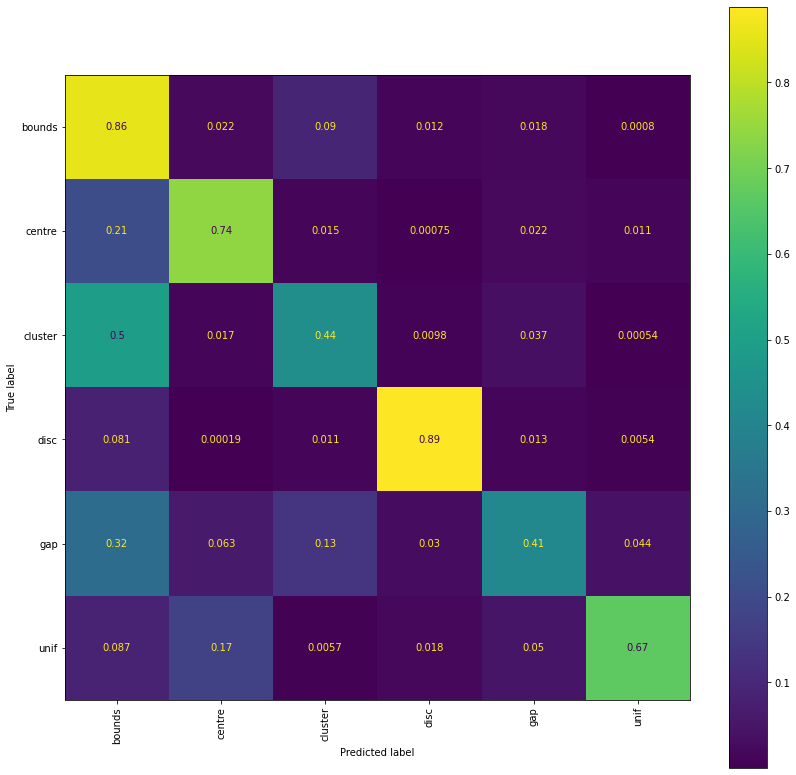 bounds 0.86 0.022 0.09 0.012 0.018 0.0008
centre 0.21 0.74 0.015 0.00075 0.022 0.011
cluster 0.5 0.017 0.44 0.0098 0.037 0.00054
disc 0.081 0.00019 0.011 0.89 0.013 0.0054
gap 0.32 0.063 0.13 0.03 0.41 0.044
unif 0.087 0.17 0.0057 0.018 0.05 0.67
True label
bounds centre cluster disc gap unif
Predicted label
0.8
0.7
0.6
0.5
0.4
0.3
0.2
0.1